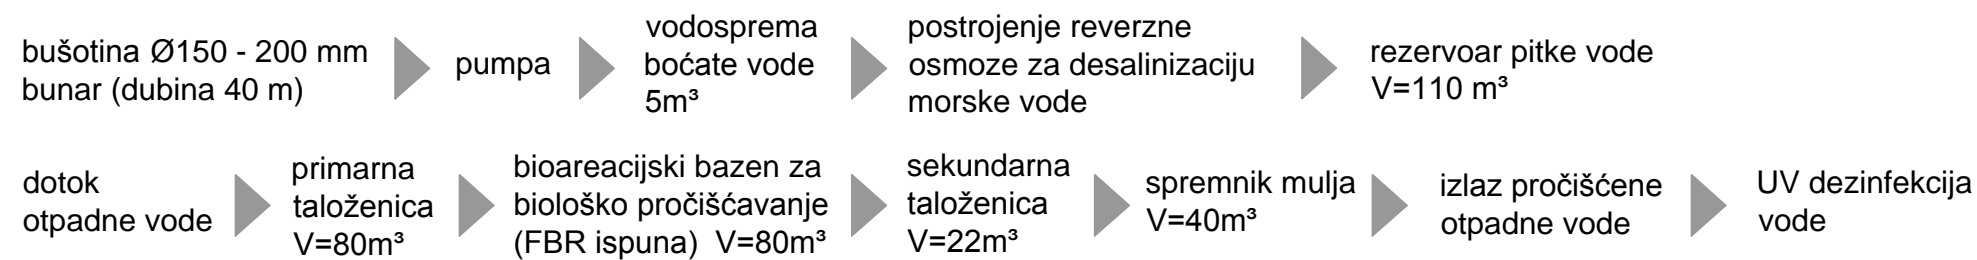 bušotina Ø150 - 200 mm
bunar (dubina 40 m)
pumpa
vodosprema
boćate vode
5m³
postrojenje reverzne
osmoze za desalinizaciju
morske vode
rezervoar pitke vode
V=110 m³
dotok
otpadne vode
primarna
taloženica
V=80m³
bioareacijski bazen za
biološko pročišćavanje
(FBR ispuna) V=80m³
sekundarna
taloženica
V=22m³
spremnik mulja
V=40m³
izlaz pročišćene
otpadne vode
UV dezinfekcija
vode